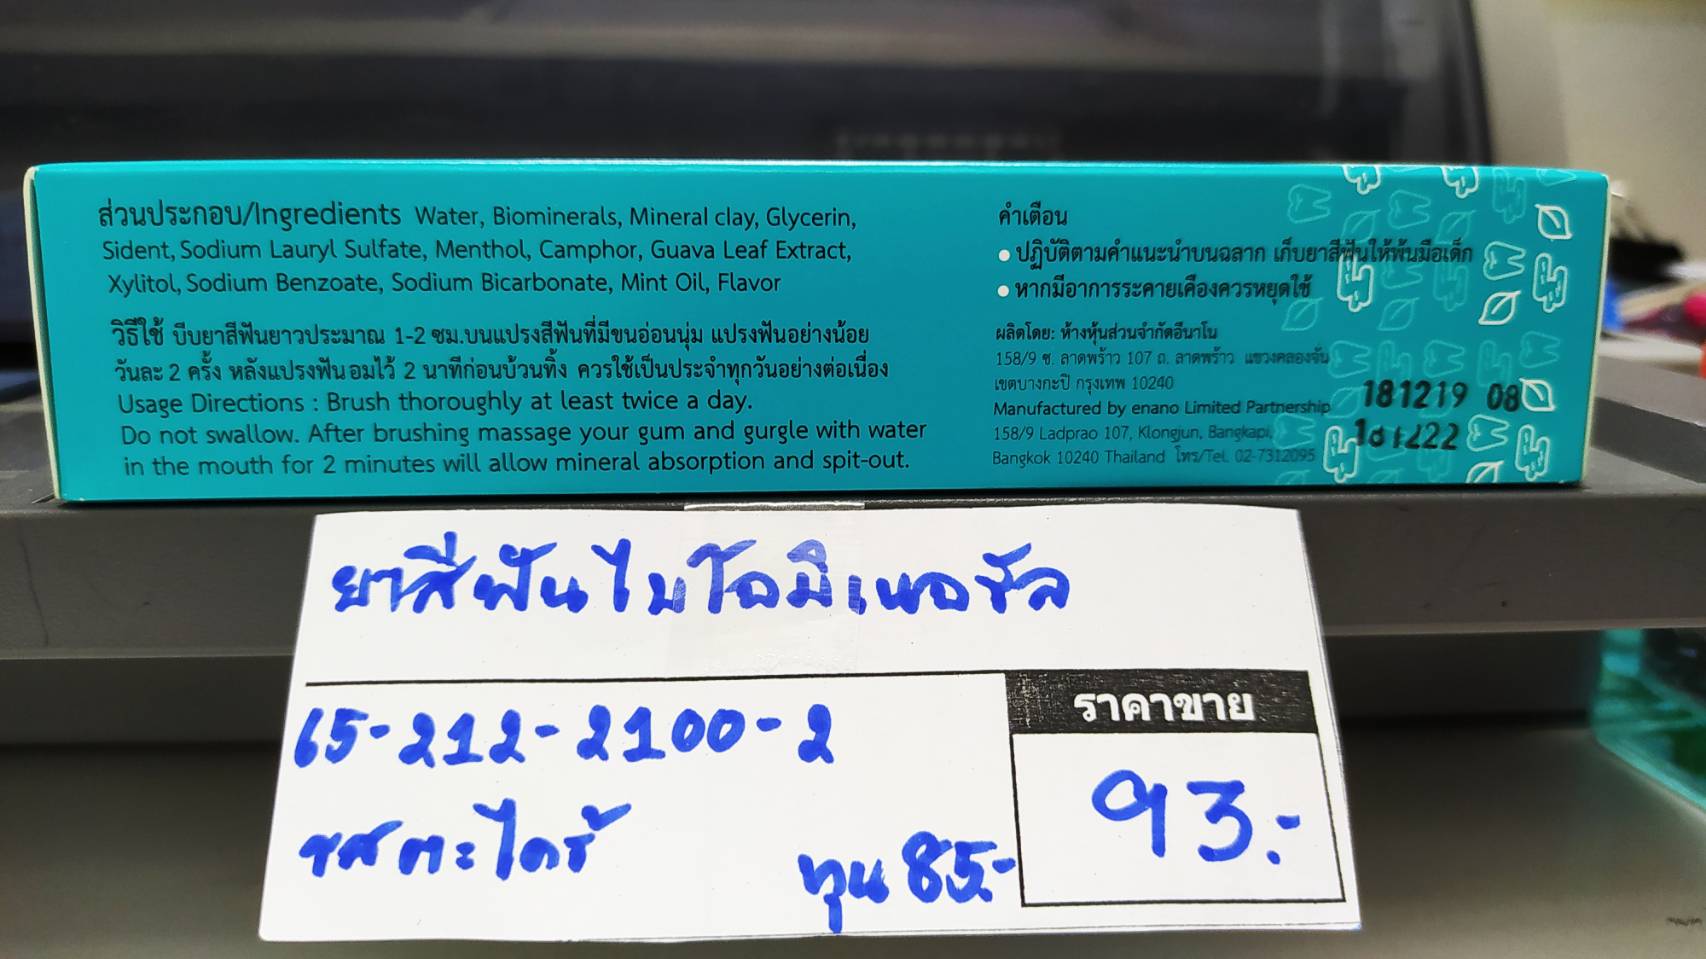 ส่วนประกอบ/Ingredients Water, Biominerals, Mineral clay, Glycerin,
Sident, Sodium Lauryl Sulfate, Menthol, Camphor, Guava Leaf Extract,
Xylitol, Sodium Benzoate, Sodium Bicarbonate, Mint Oil, Flavor
วิธีใช้ บีบยาสีฟันยาวประมาณ 1-2 ซม.บนแปรงสีฟันที่มีขนอ่อนนุ่ม แปรงฟันอย่างน้อย
วันละ 2 ครั้ง หลังแปรงฟันอมไว้ 2 นาทีก่อนบ้วนทิ้ง ควรใช้เป็นประจำทุกวันอย่างต่อเนื่อง
Usage Directions : Brush thoroughly at least twice a day.
Do not swallow. After brushing massage your gum and gurgle with water
in the mouth for 2 minutes will allow mineral absorption and spit-out.
คำเตือน
• ปฏิบัติตามคำแนะนำบนฉลาก เก็บยาสีฟันให้พ้นมือเด็ก
• หากมีอาการระคายเคืองควรหยุดใช้
ผลิตโดย: ห้างหุ้นส่วนจำกัดอีนาโน
158/9 ซ. ลาดพร้าว 107 ถ. ลาดพร้าว แขวงคลองจั่น
เขตบางกะปิ กรุงเทพ 10240
Manufactured by enano Limited Partnership
158/9 Ladprao 107, Klongjun, Bangkapi,
Bangkok 10240 Thailand โทร/Tel. 02-7312095
181219 08
181222
ยาสีฟันไบโอมิเนอรัล
65-212-2100-2
รสตะไคร้
ทุน 85.-
ราคาขาย
93.-